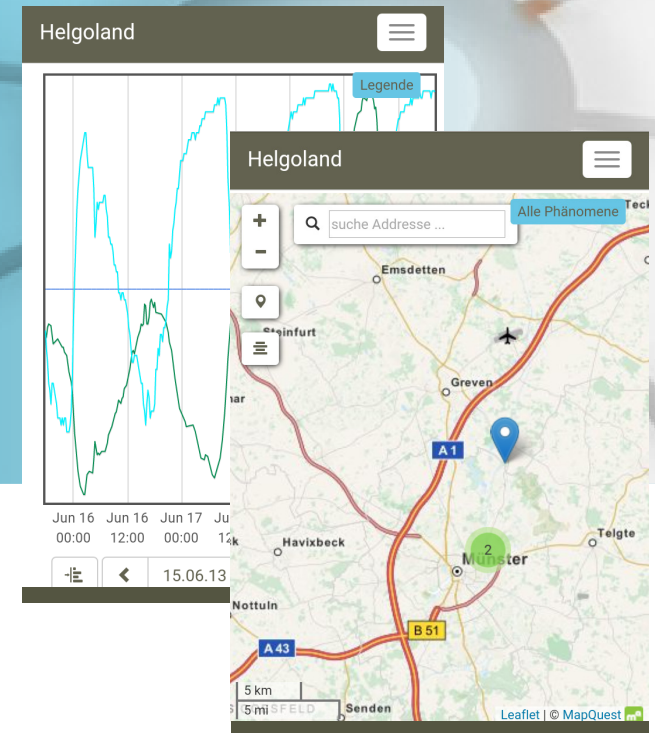 Helgoland
Legende
Jun 16 Jun 16 Jun 17
00:00 12:00 00:00
15.06.13
Helgoland
suche Addresse ...
Alle Phänomene
Emsdetten
Steinfurt
Greven
A 1
2
Münster
Telgte
Havixbeck
Nottuln
B 51
A 43
5 km
5 mi
Senden
Leaflet | © MapQuest